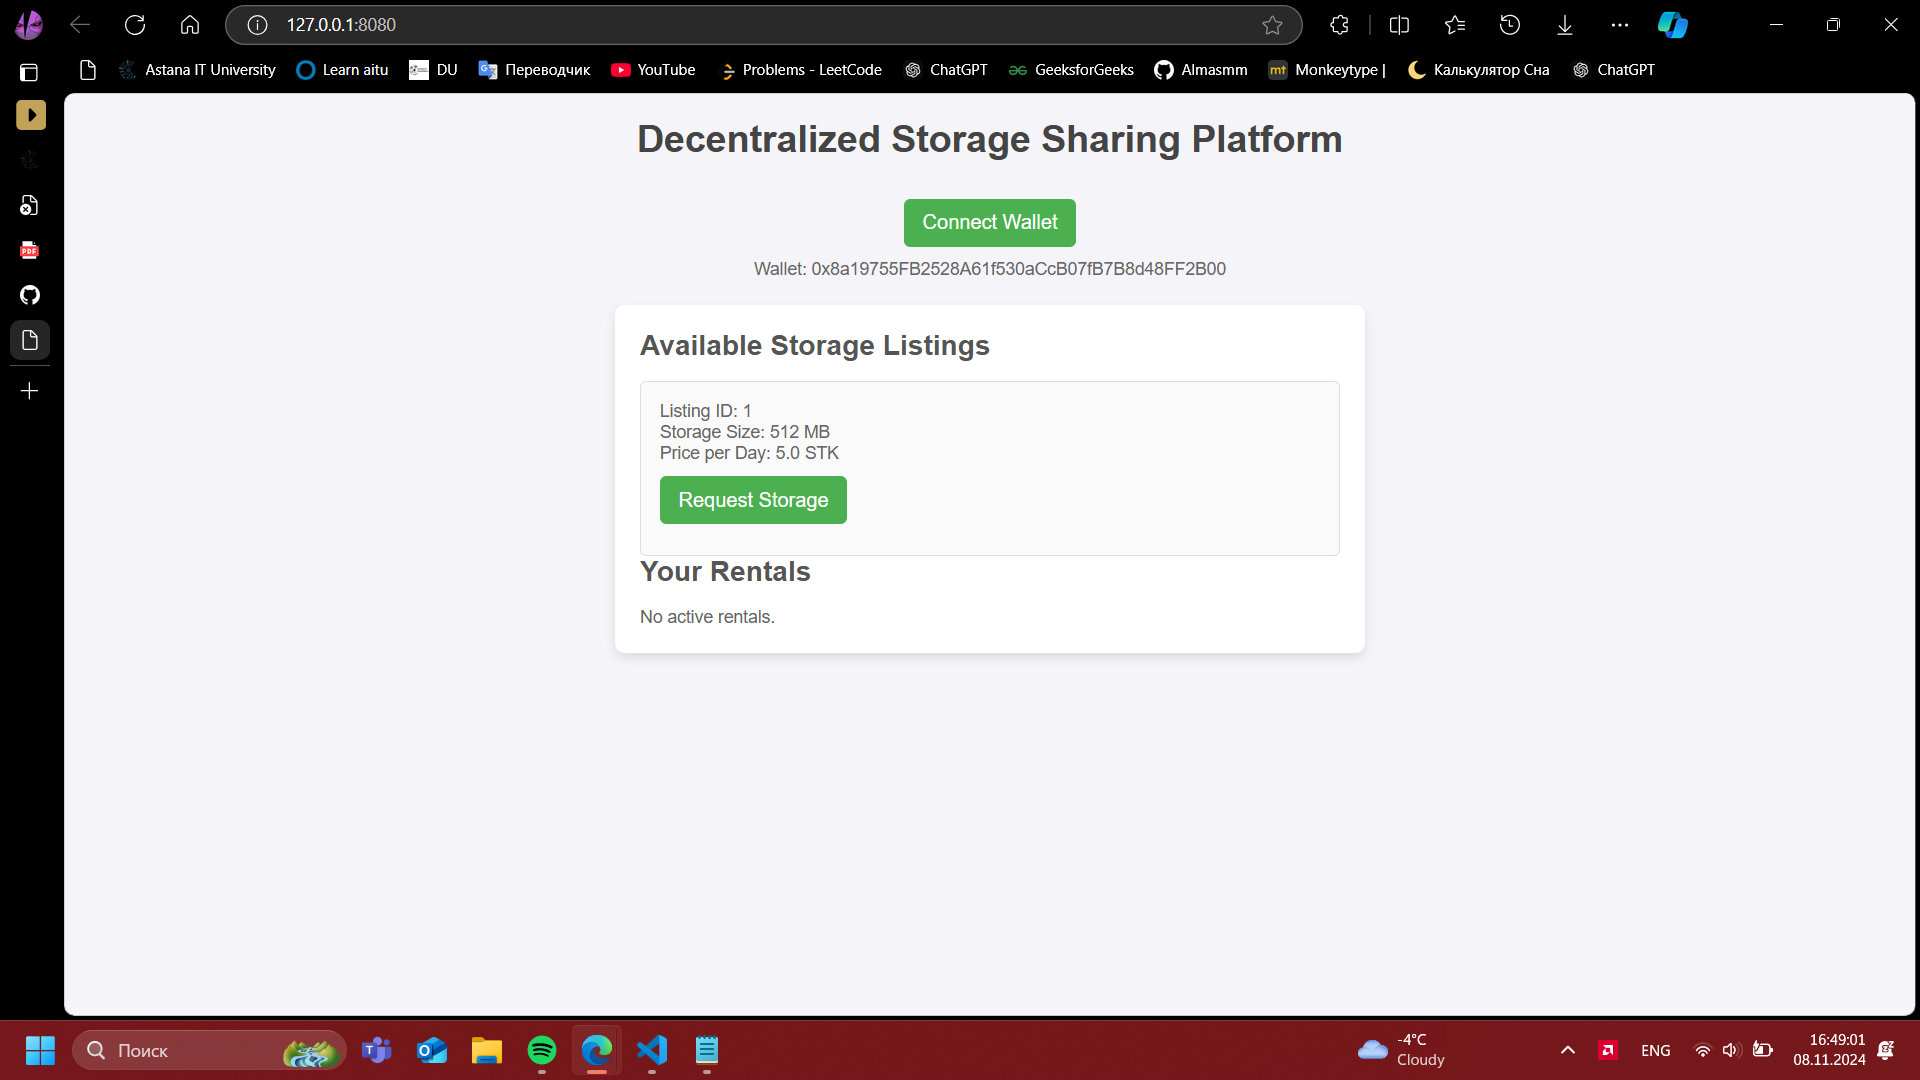 127.0.0.1:8080
Astana IT University Learn aitu DU Переводчик YouTube Problems - LeetCode ChatGPT GeeksforGeeks Almasmm mt Monkeytype | Калькулятор Сна ChatGPT
Decentralized Storage Sharing Platform
Connect Wallet
Wallet: 0x8a19755FB2528A61f530aCcB07fB7B8d48FF2B00
Available Storage Listings
Listing ID: 1
Storage Size: 512 MB
Price per Day: 5.0 STK
Request Storage
Your Rentals
No active rentals.
PDF
Поиск
-4°C
Cloudy
ENG
16:49:01
08.11.2024